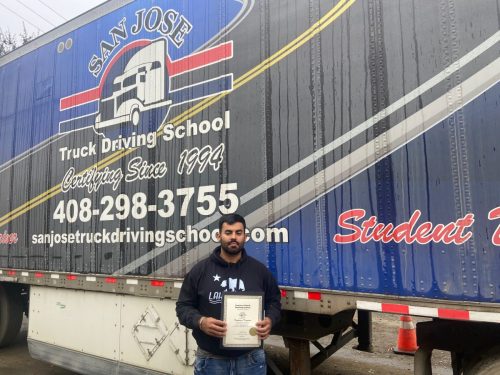 SAN JOSE
Truck Driving School
Certifying Since 1994
408-298-3755
sanjosetruckdrivingschool.com
Student